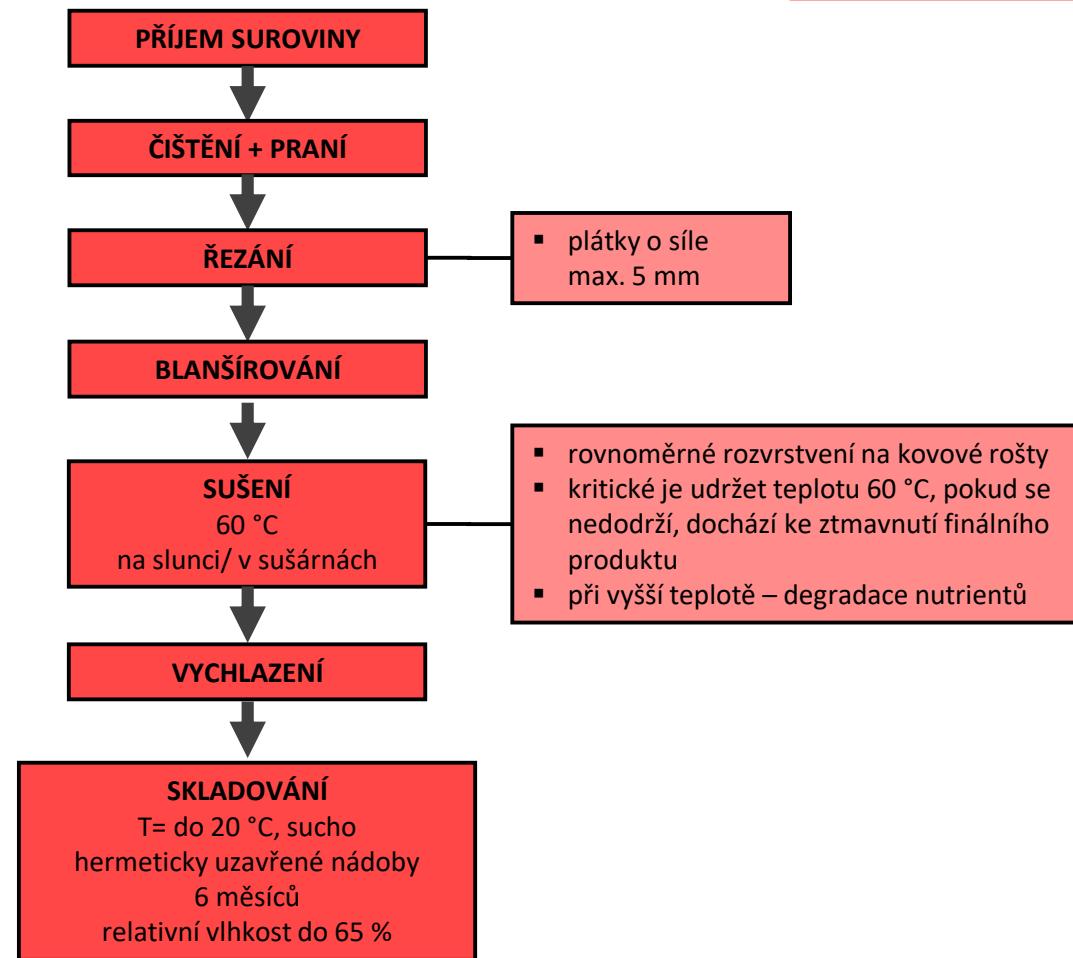 PŘÍJEM SUROVINY
ČIŠTĚNÍ + PRANÍ
ŘEZÁNÍ
▪ plátky o síle
max. 5 mm
BLANŠÍROVÁNÍ
SUŠENÍ
60 °C
na slunci/ v sušárnách
▪ rovnoměrné rozvrstvení na kovové rošty
▪ kritické je udržet teplotu 60 °C, pokud se
nedodrží, dochází ke ztmavnutí finálního
produktu
▪ při vyšší teplotě – degradace nutrientů
VYCHLAZENÍ
SKLADOVÁNÍ
T= do 20 °C, sucho
hermeticky uzavřené nádoby
6 měsíců
relativní vlhkost do 65 %